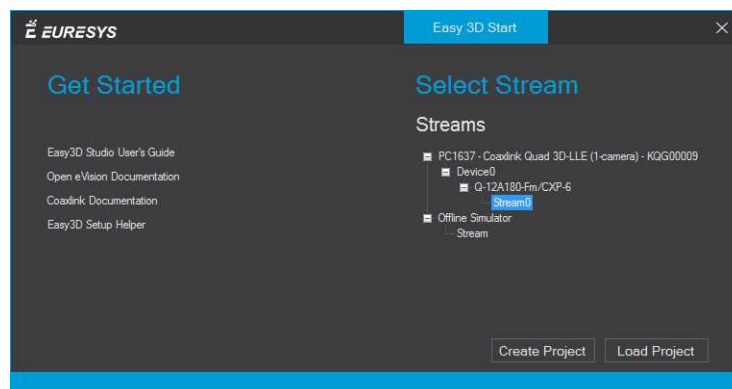 EURESYS
Easy 3D Start
Get Started
Easy3D Studio User's Guide
Open eVision Documentation
Coaxlink Documentation
Easy3D Setup Helper
Select Stream
Streams
PC1637 - Coaxlink Quad 3D-LLE (1-camera) - KQG00009
Device0
Q-12A180-Fm/CXP-6
Stream0
Offline Simulator
Stream
Create Project
Load Project